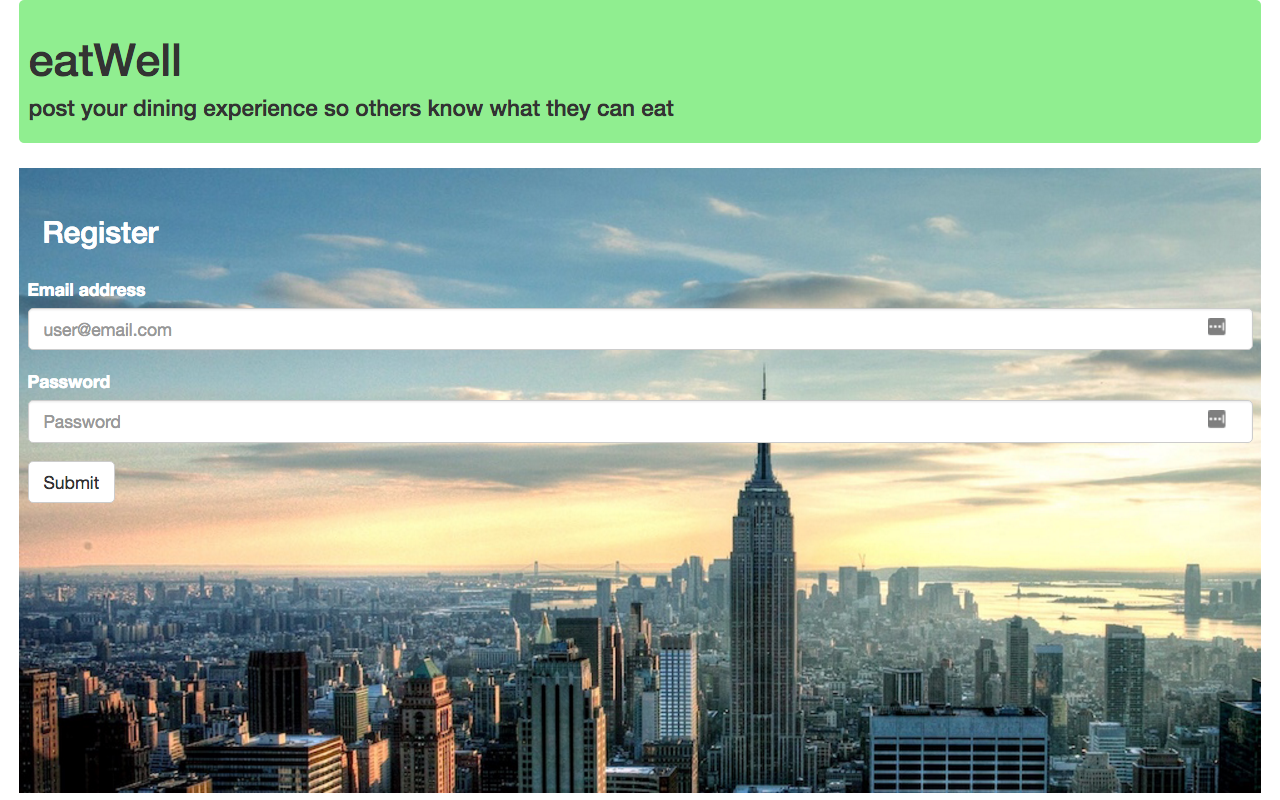 eatWell
post your dining experience so others know what they can eat
Register
Email address
user@email.com
Password
Password
Submit